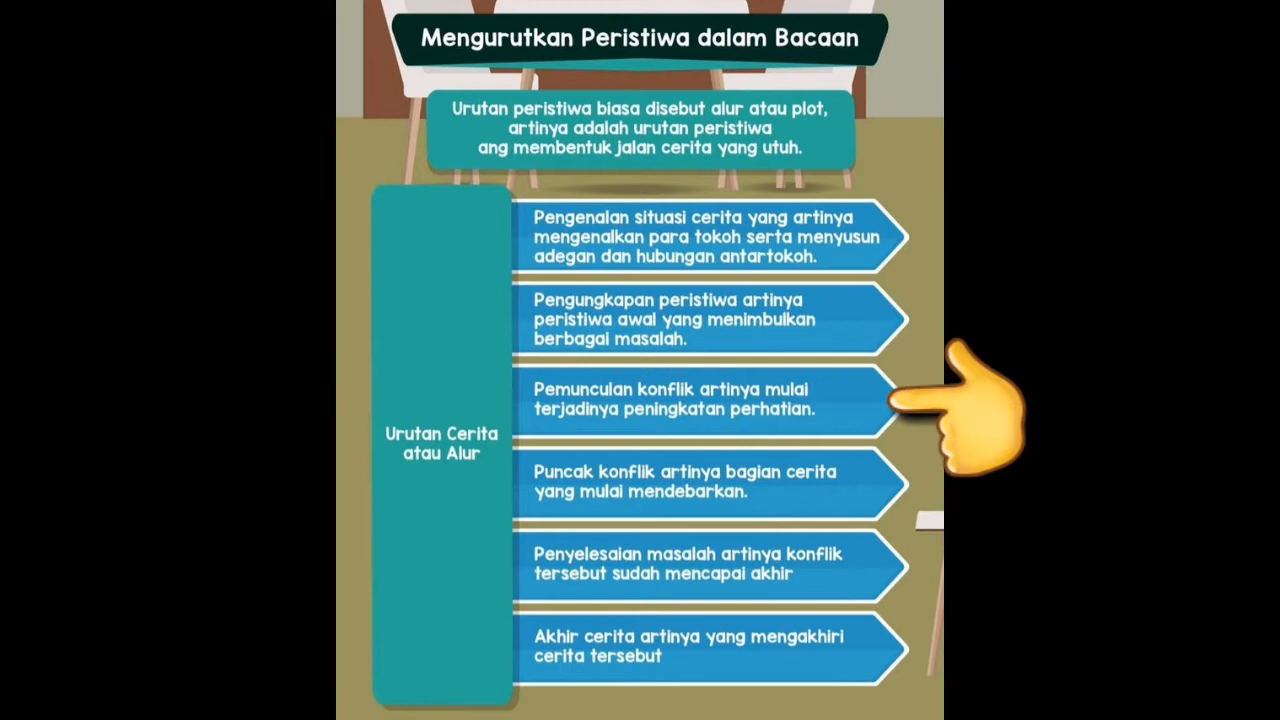 Mengurutkan Peristiwa dalam Bacaan
Urutan peristiwa biasa disebut alur atau plot,
artinya adalah urutan peristiwa
ang membentuk jalan cerita yang utuh.
Urutan Cerita
atau Alur
Pengenalan situasi cerita yang artinya
mengenalkan para tokoh serta menyusun
adegan dan hubungan antartokoh.
Pengungkapan peristiwa artinya
peristiwa awal yang menimbulkan
berbagai masalah.
Pemunculan konflik artinya mulai
terjadinya peningkatan perhatian.
Puncak konflik artinya bagian cerita
yang mulai mendebarkan.
Penyelesaian masalah artinya konflik
tersebut sudah mencapai akhir
Akhir cerita artinya yang mengakhiri
cerita tersebut